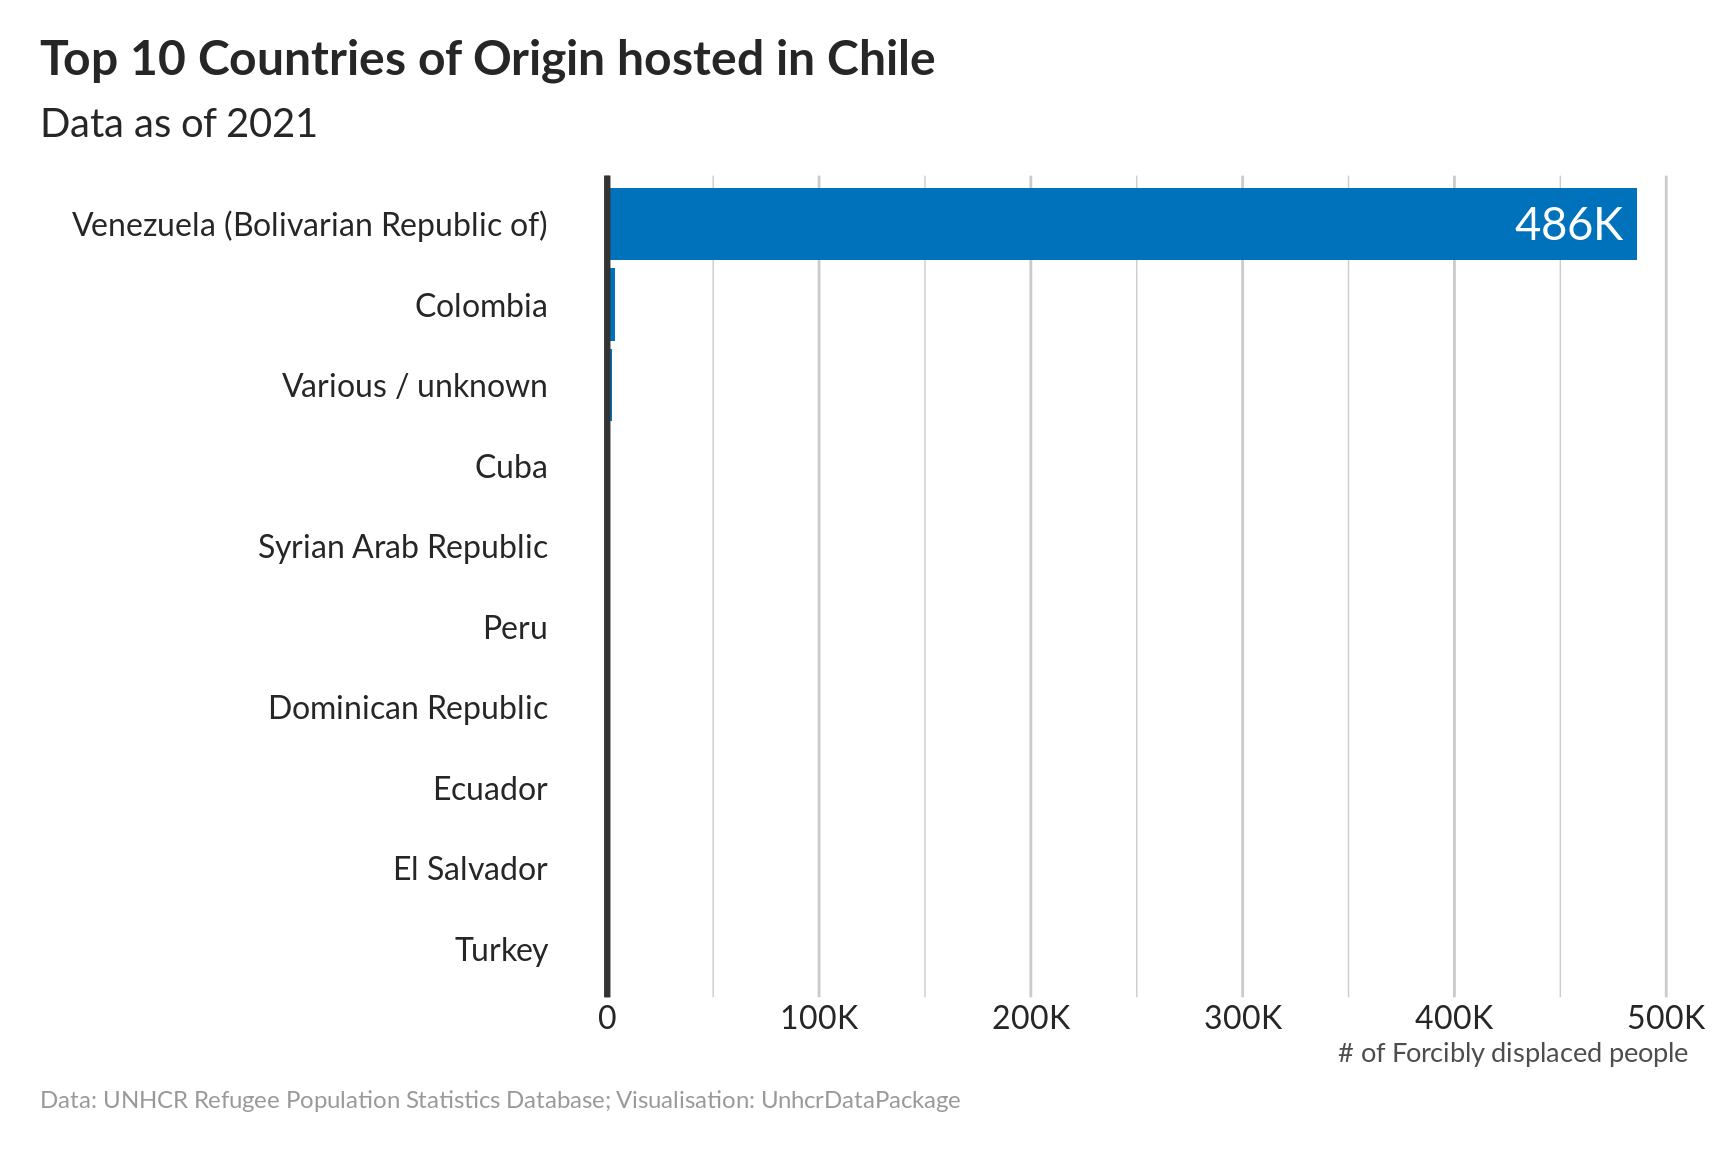 Top 10 Countries of Origin hosted in Chile
Data as of 2021
Venezuela (Bolivarian Republic of)
486K
Colombia
Various / unknown
Cuba
Syrian Arab Republic
Peru
Dominican Republic
Ecuador
El Salvador
Turkey
0 100K 200K 300K 400K 500K
# of Forcibly displaced people
Data: UNHCR Refugee Population Statistics Database; Visualisation: UnhcrDataPackage